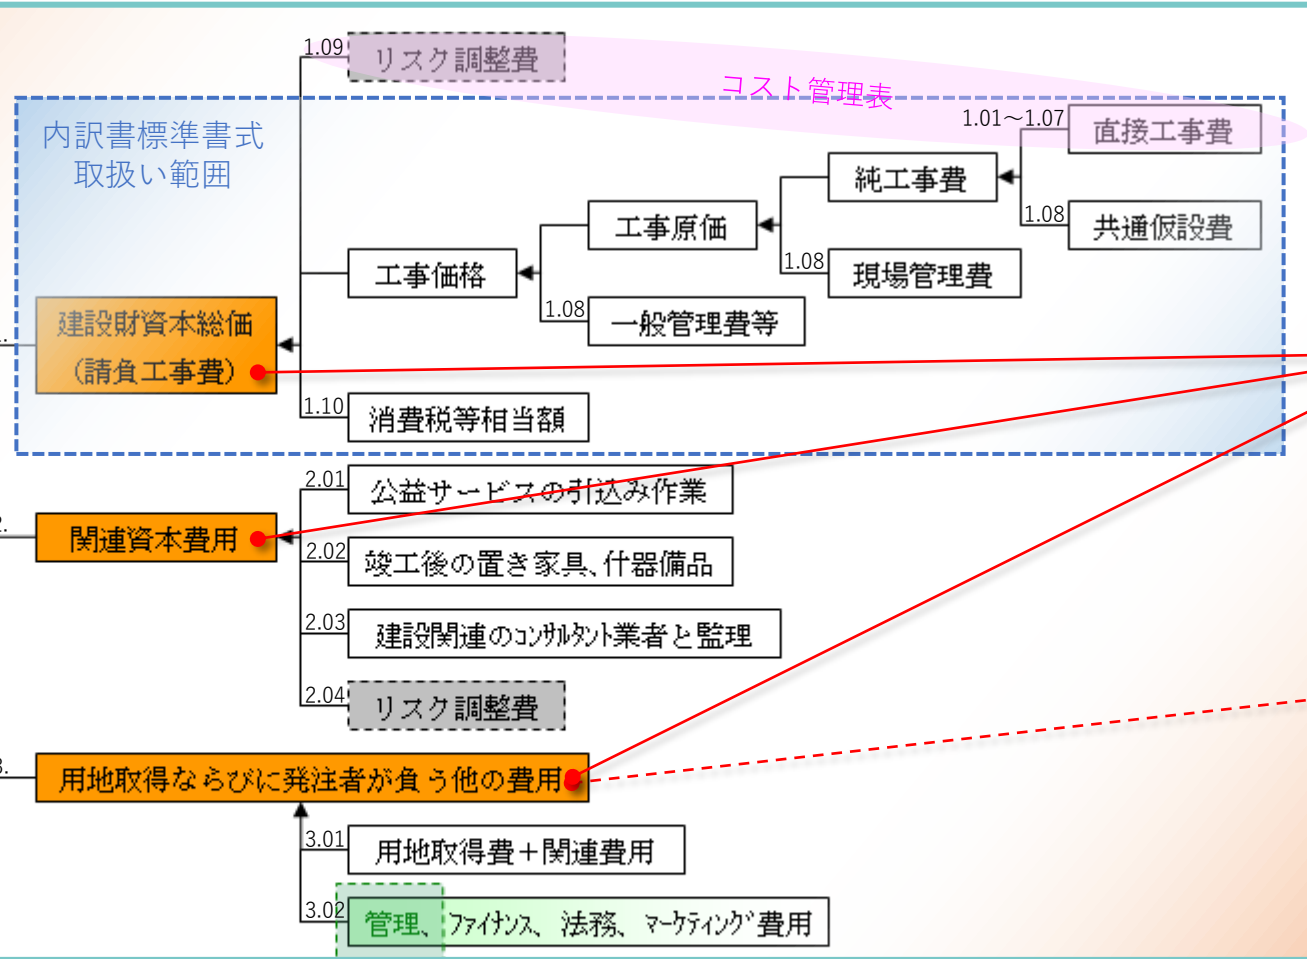 1.09
リスク調整費
コスト管理表
内訳書標準書式
取扱い範囲
1.01～1.07
直接工事費
純工事費
1.08
共通仮設費
工事原価
1.08
現場管理費
工事価格
1.08
一般管理費等
建設財資本総価
（請負工事費）
1.10
消費税等相当額
2.01
公益サービスの引込み作業
2.
関連資本費用
2.02
竣工後の置き家具、什器備品
2.03
建設関連のコンサルタント業者と監理
2.04
リスク調整費
3.
用地取得ならびに発注者が負う他の費用
3.01
用地取得費＋関連費用
3.02
管理、ファイナンス、法務、マーケティング費用